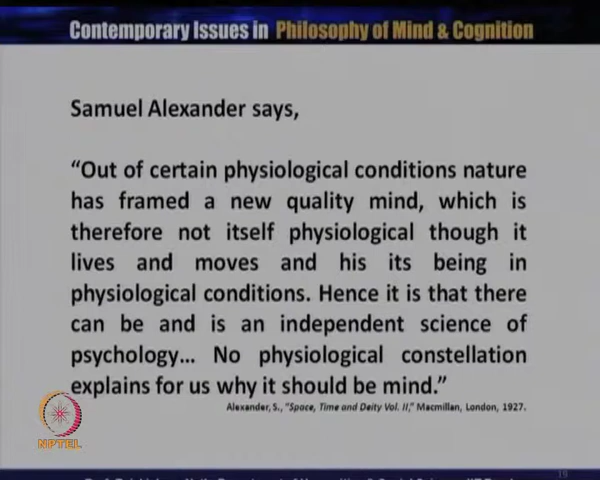 Contemporary Issues in Philosophy of Mind & Cognition
Samuel Alexander says,
“Out of certain physiological conditions nature
has framed a new quality mind, which is
therefore not itself physiological though it
lives and moves and his its being in
physiological conditions. Hence it is that there
can be and is an independent science of
psychology... No physiological constellation
explains for us why it should be mind.”
Alexander, S., “Space, Time and Deity Vol. II,” Macmillan, London, 1927.
NPTEL
19